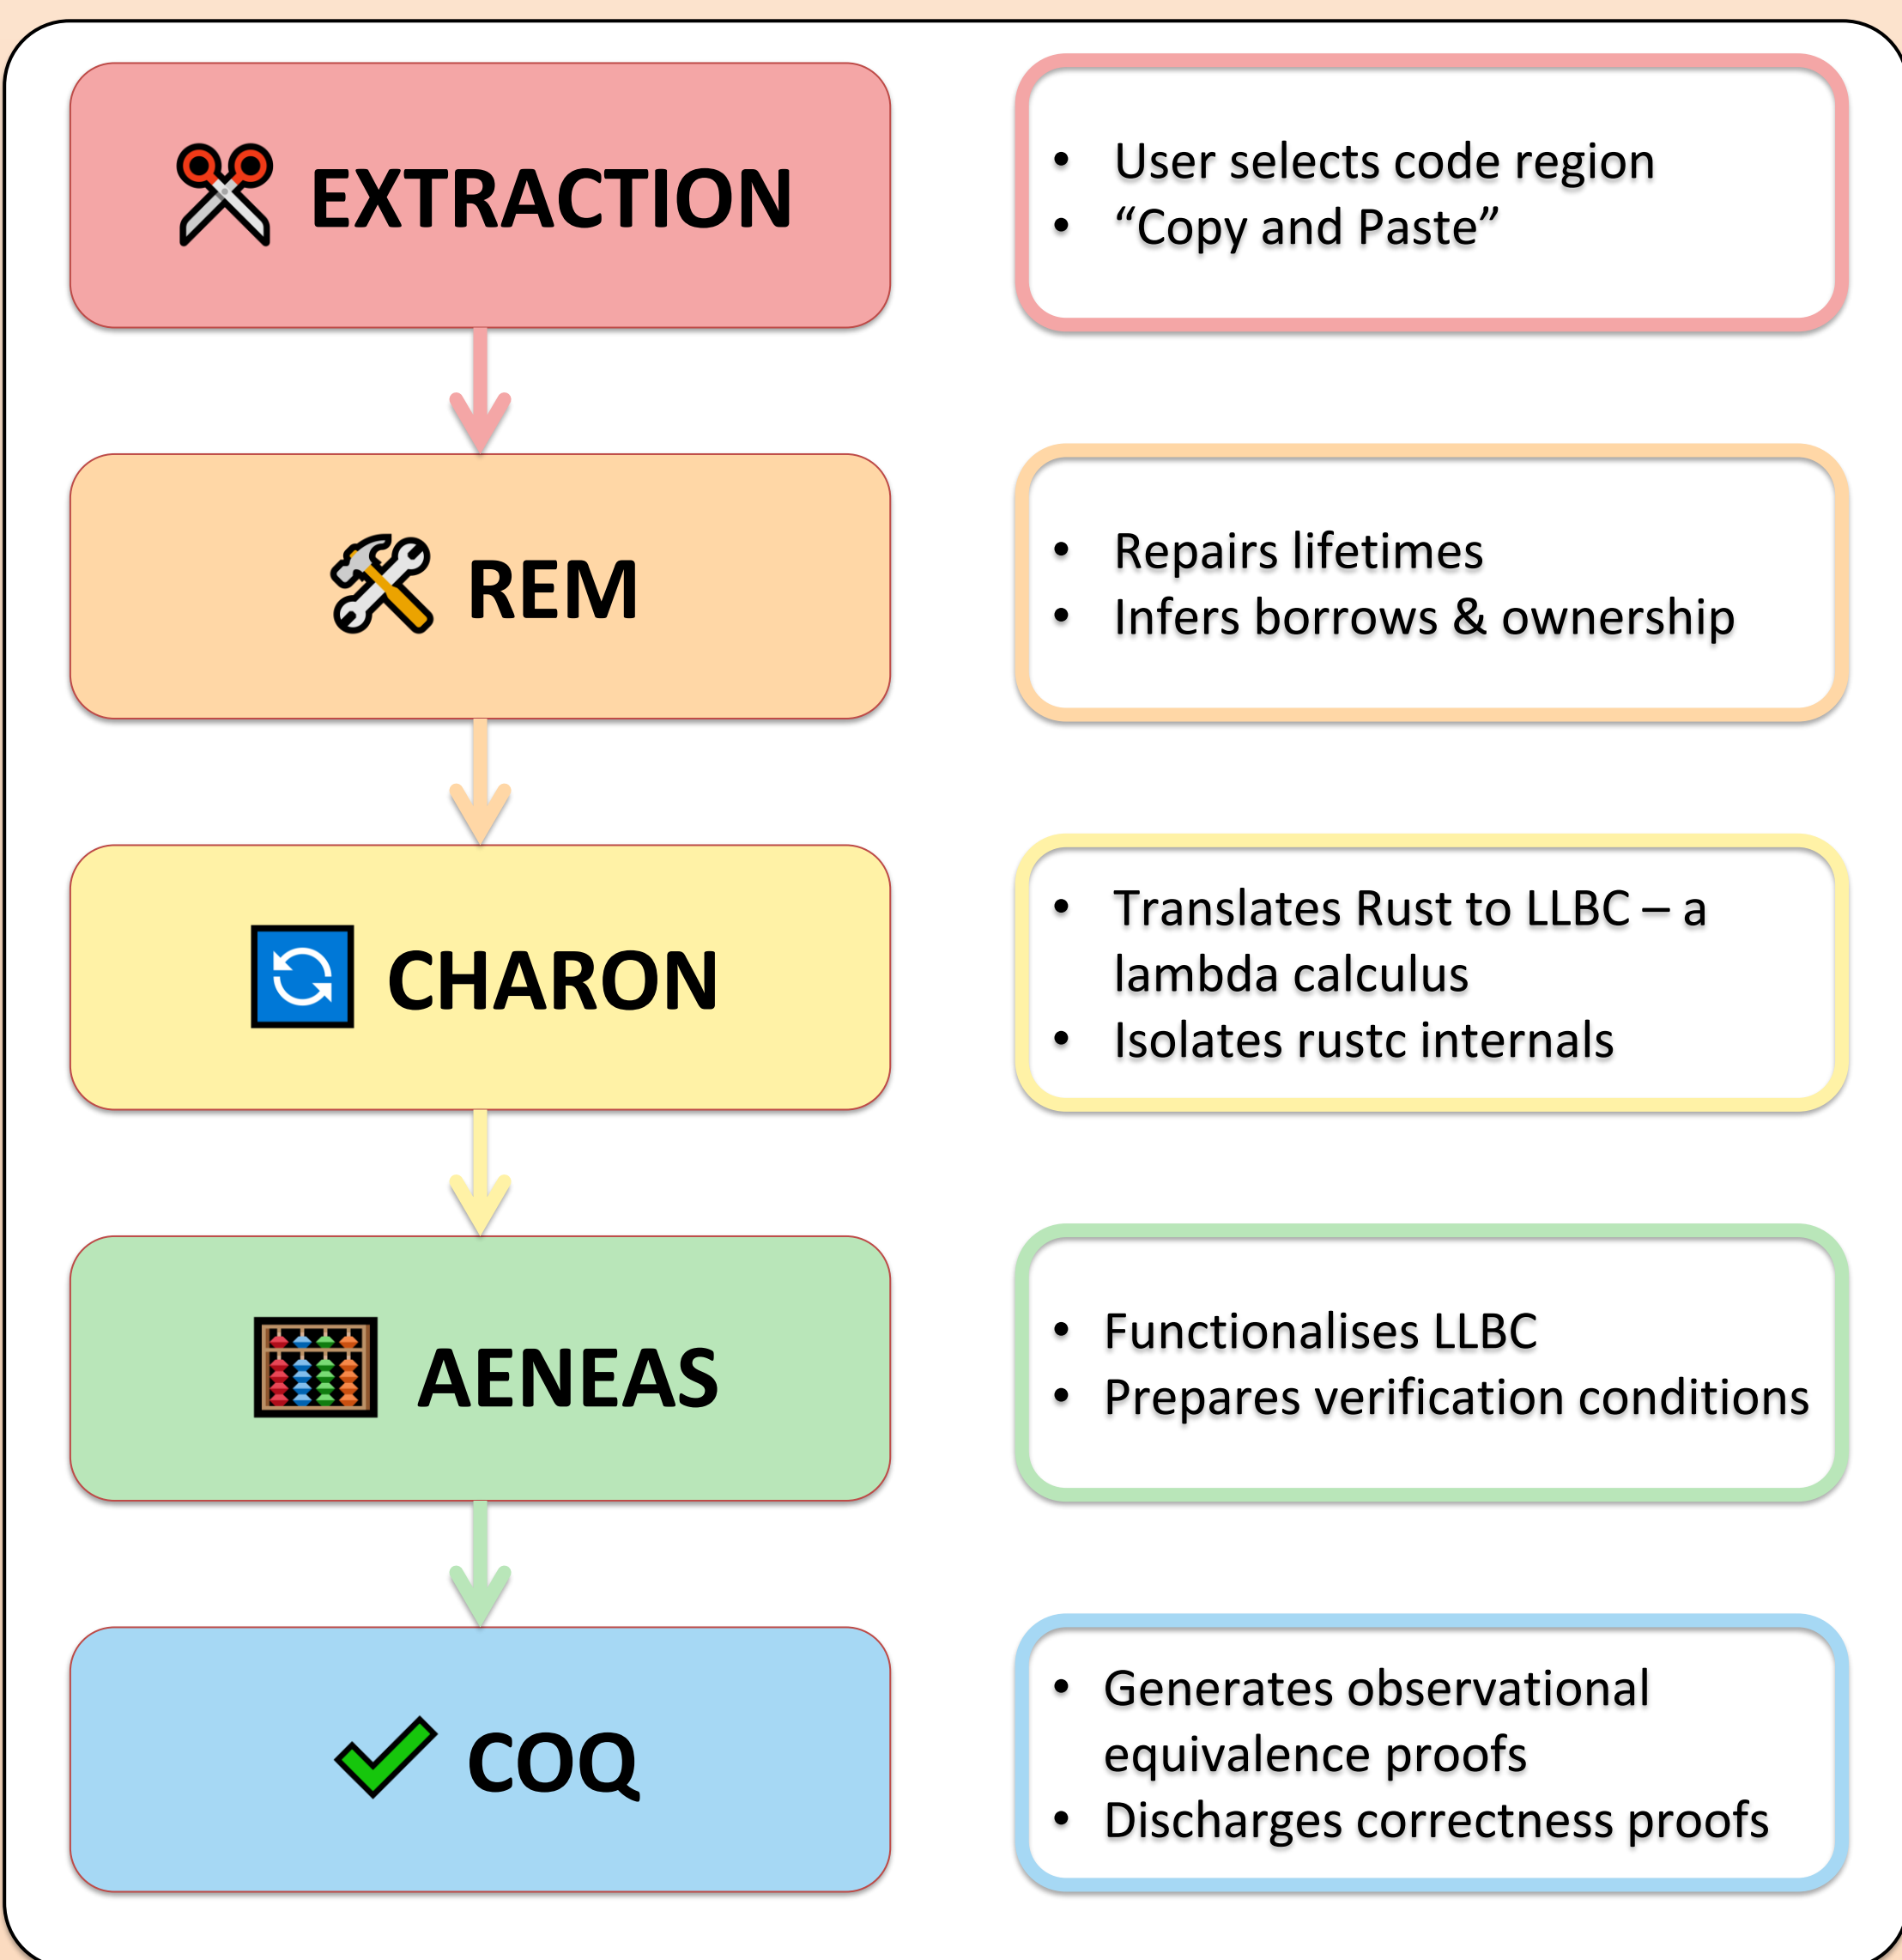 EXTRACTION
• User selects code region
• “Copy and Paste”
REM
• Repairs lifetimes
• Infers borrows & ownership
CHARON
• Translates Rust to LLBC – a
lambda calculus
• Isolates rustc internals
AENEAS
• Functionalises LLBC
• Prepares verification conditions
COQ
• Generates observational
equivalence proofs
• Discharges correctness proofs